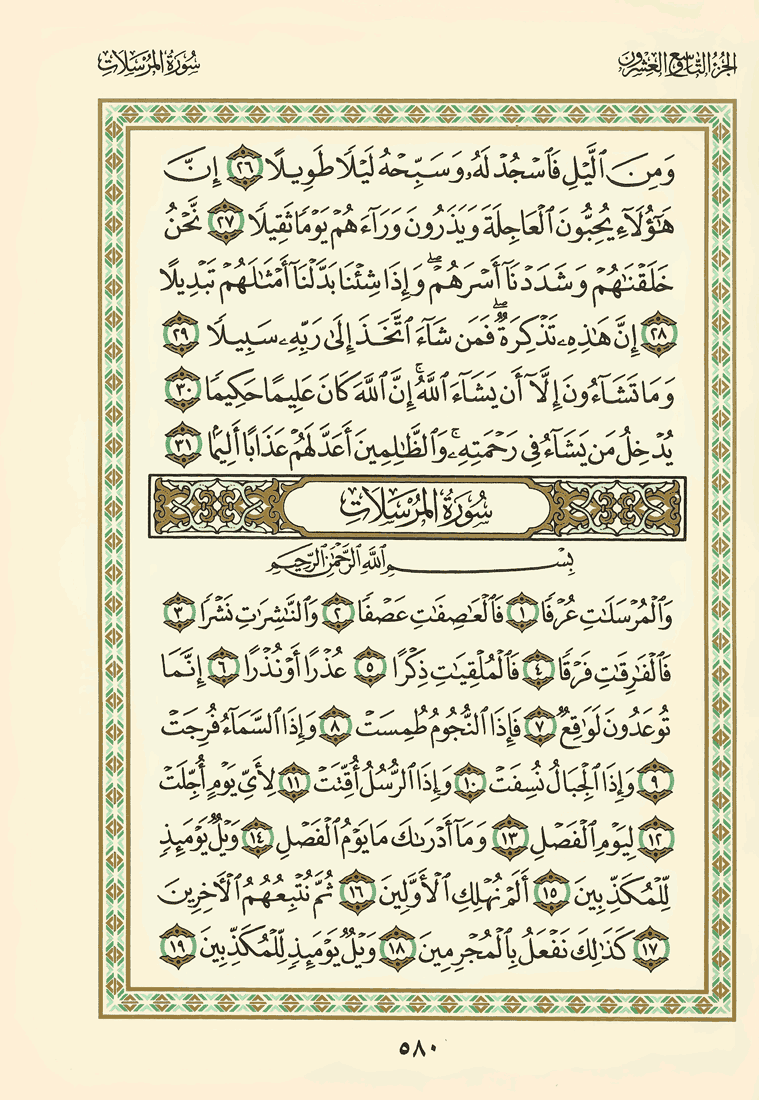 الجزء التاسع والعشرون
سورة المرسلات
وَمِنَ ٱلَّيۡلِ فَٱسۡجُدۡ لَهُۥ وَسَبِّحۡهُ لَيۡلٗا طَوِيلًا ٢٦ إِنَّ
هَٰٓؤُلَآءِ يُحِبُّونَ ٱلۡعَاجِلَةَ وَيَذَرُونَ وَرَآءَهُمۡ يَوۡمٗا ثَقِيلٗا ٢٧ نَّحۡنُ
خَلَقۡنَٰهُمۡ وَشَدَدۡنَآ أَسۡرَهُمۡۖ وَإِذَا شِئۡنَا بَدَّلۡنَآ أَمۡثَٰلَهُمۡ تَبۡدِيلًا
٢٨ إِنَّ هَٰذِهِۦ تَذۡكِرَةٞۖ فَمَن شَآءَ ٱتَّخَذَ إِلَىٰ رَبِّهِۦ سَبِيلٗا ٢٩
وَمَا تَشَآءُونَ إِلَّآ أَن يَشَآءَ ٱللَّهُۚ إِنَّ ٱللَّهَ كَانَ عَلِيمًا حَكِيمٗا ٣٠
يُدۡخِلُ مَن يَشَآءُ فِي رَحۡمَتِهِۦۚ وَٱلظَّٰلِمِينَ أَعَدَّ لَهُمۡ عَذَابًا أَلِيمَۢا ٣١
سُورَةُ المُرْسَلَاتِ
بِسۡمِ ٱللَّهِ ٱلرَّحۡمَٰنِ ٱلرَّحِيمِ
وَٱلۡمُرۡسَلَٰتِ عُرۡفٗا ١ فَٱلۡعَٰصِفَٰتِ عَصۡفٗا ٢ وَٱلنَّٰشِرَٰتِ نَشۡرٗا ٣
فَٱلۡفَٰرِقَٰتِ فَرۡقٗا ٤ فَٱلۡمُلۡقِيَٰتِ ذِكۡرًا ٥ عُذۡرًا أَوۡ نُذۡرًا ٦ إِنَّمَا
تُوعَدُونَ لَوَٰقِعٞ ٧ فَإِذَا ٱلنُّجُومُ طُمِسَتۡ ٨ وَإِذَا ٱلسَّمَآءُ فُرِجَتۡ
٩ وَإِذَا ٱلۡجِبَالُ نُسِفَتۡ ١٠ وَإِذَا ٱلرُّسُلُ أُقِّتَتۡ ١١ لِأَيِّ يَوۡمٍ أُجِّلَتۡ
١٢ لِيَوۡمِ ٱلۡفَصۡلِ ١٣ وَمَآ أَدۡرَىٰكَ مَا يَوۡمُ ٱلۡفَصۡلِ ١٤ وَيۡلٞ يَوۡمَئِذٖ
لِّلۡمُكَذِّبِينَ ١٥ أَلَمۡ نُهۡلِكِ ٱلۡأَوَّلِينَ ١٦ ثُمَّ نُتۡبِعُهُمُ ٱلۡأٓخِرِينَ
١٧ كَذَٰلِكَ نَفۡعَلُ بِٱلۡمُجۡرِمِينَ ١٨ وَيۡلٞ يَوۡمَئِذٖ لِّلۡمُكَذِّبِينَ ١٩
٥٨٠